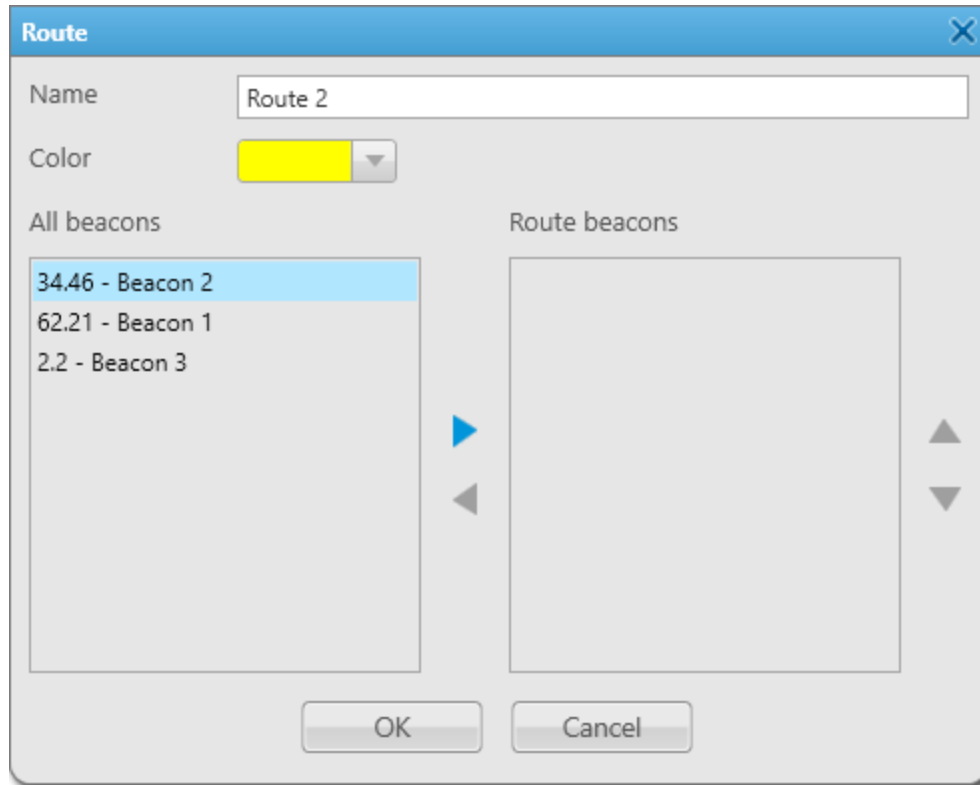 Route
Name
Route 2
Color
All beacons
Route beacons
34.46 - Beacon 2
62.21 - Beacon 1
2.2 - Beacon 3
OK
Cancel